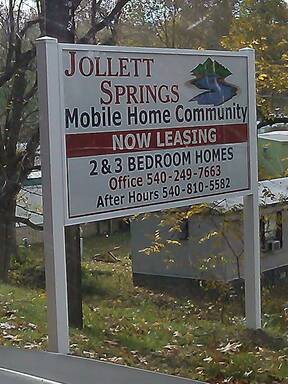 JOLLETT
SPRINGS
Mobile Home Community
NOW LEASING
2 & 3 BEDROOM HOMES
Office 540-249-7663
After Hours 540-810-5582